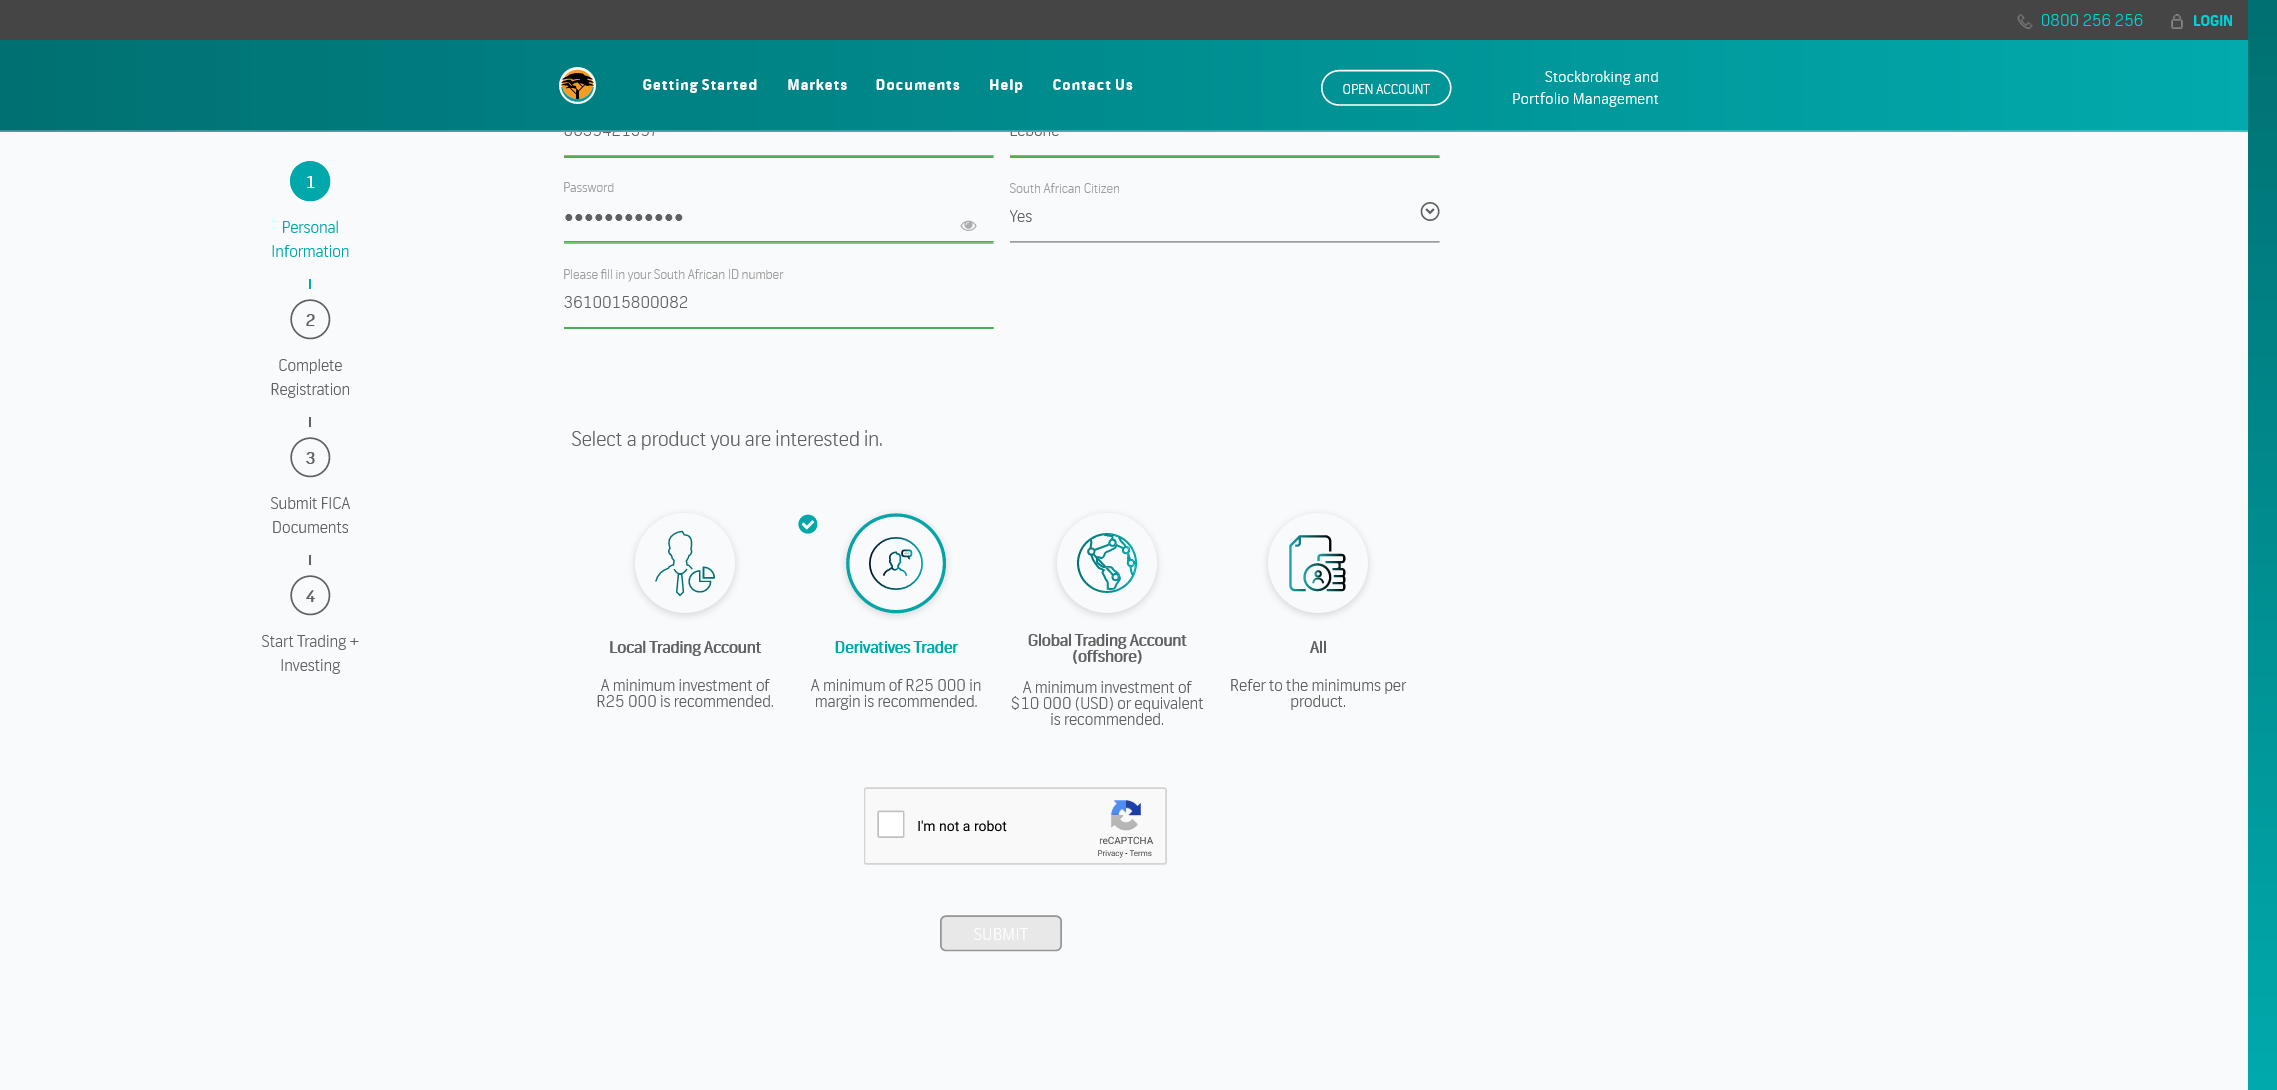 0800 256 256
LOGIN
Getting Started
Markets
Documents
Help
Contact Us
OPEN ACCOUNT
Stockbroking and
Portfolio Management
1
Personal
Information
2
Complete
Registration
3
Submit FICA
Documents
4
Start Trading +
Investing
Password
South African Citizen
Yes
Please fill in your South African ID number
3610015800082
Select a product you are interested in.
Local Trading Account
A minimum investment of
R25 000 is recommended.
Derivatives Trader
A minimum of R25 000 in
margin is recommended.
Global Trading Account
(offshore)
A minimum investment of
$10 000 (USD) or equivalent
is recommended.
All
Refer to the minimums per
product.
I'm not a robot
reCAPTCHA
Privacy - Terms
SUBMIT